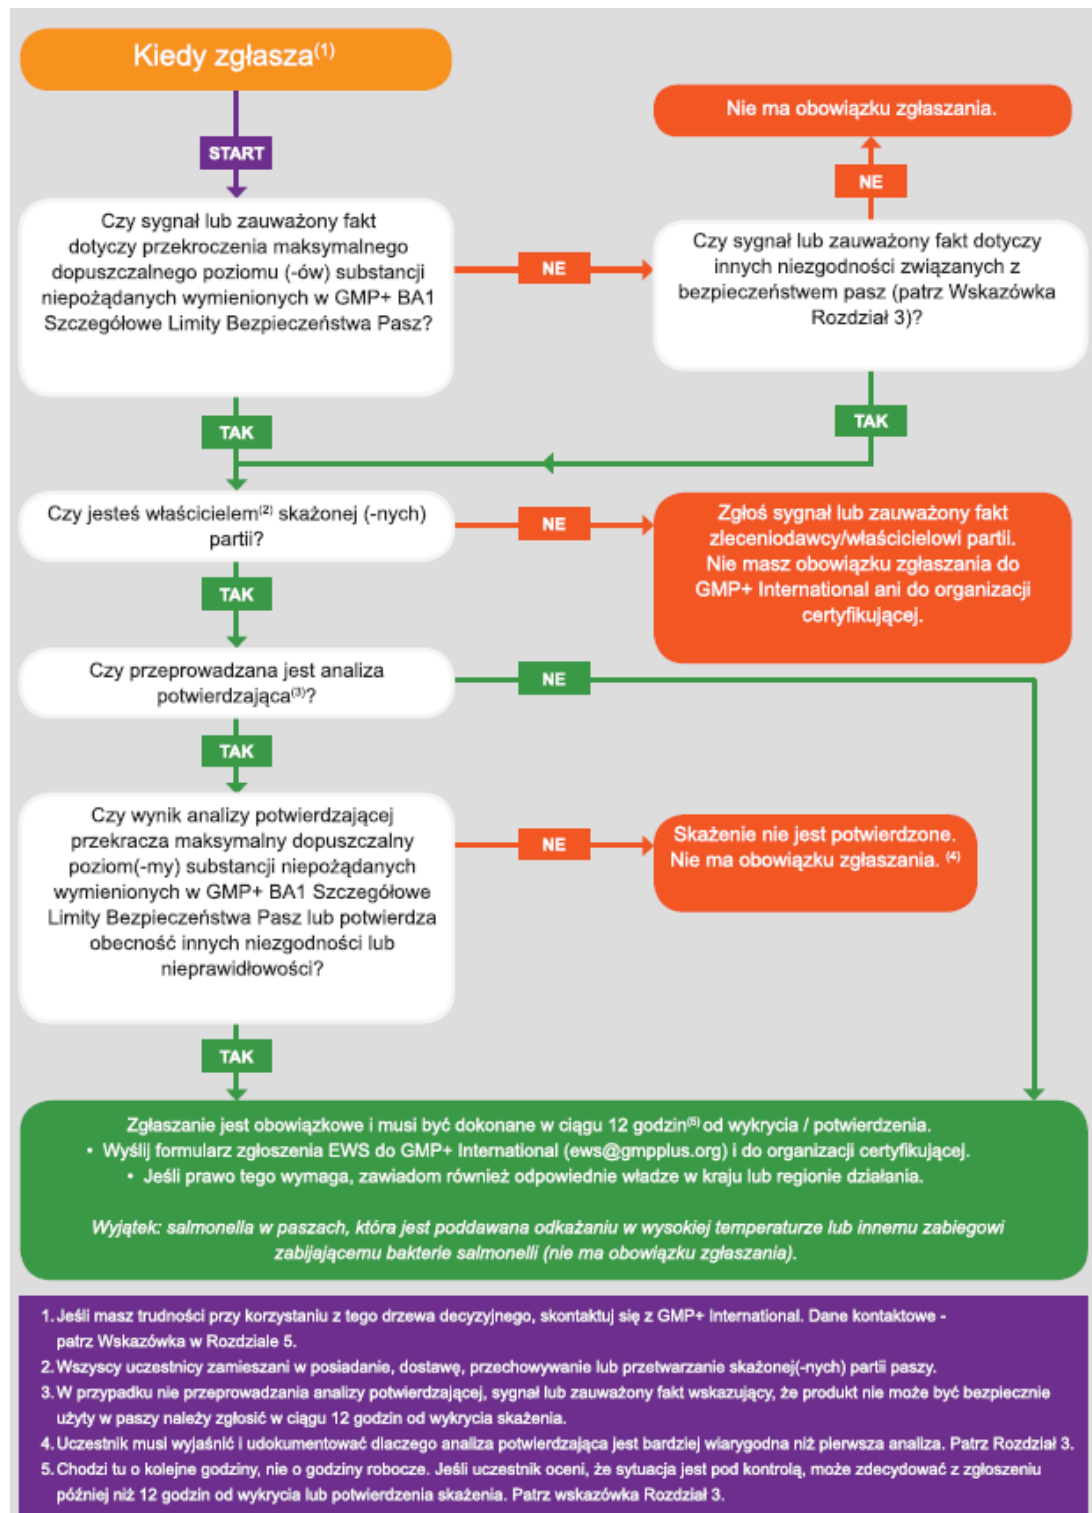 Kiedy zgłasza(1)
START
Czy sygnał lub zauważony fakt
dotyczy przekroczenia maksymalnego
dopuszczalnego poziomu (-ów) substancji
niepożądanych wymienionych w GMP+ BA1
Szczegółowe Limity Bezpieczeństwa Pasz?
NE
Nie ma obowiązku zgłaszania.
NE
Czy sygnał lub zauważony fakt dotyczy
innych niezgodności związanych z
bezpieczeństwem pasz (patrz Wskazówka
Rozdział 3)?
TAK
TAK
Czy jesteś właścicielem(2) skażonej (-nych)
partii?
NE
Zgłoś sygnał lub zauważony fakt
zleceniodawcy/właścicielowi partii.
Nie masz obowiązku zgłaszania do
GMP+ International ani do organizacji
certyfikującej.
TAK
Czy przeprowadzana jest analiza
potwierdzająca(3)?
NE
TAK
Czy wynik analizy potwierdzającej
przekracza maksymalny dopuszczalny
poziom(-my) substancji niepożądanych
wymienionych w GMP+ BA1 Szczegółowe
Limity Bezpieczeństwa Pasz lub potwierdza
obecność innych niezgodności lub
nieprawidłowości?
NE
Skażenie nie jest potwierdzone.
Nie ma obowiązku zgłaszania. (4)
TAK
Zgłaszanie jest obowiązkowe i musi być dokonane w ciągu 12 godzin(5) od wykrycia / potwierdzenia.
• Wyślij formularz zgłoszenia EWS do GMP+ International (ews@gmpplus.org) i do organizacji certyfikującej.
• Jeśli prawo tego wymaga, zawiadom również odpowiednie władze w kraju lub regionie działania.
Wyjątek: salmonella w paszach, która jest poddawana odkażaniu w wysokiej temperaturze lub innemu zabiegowi
zabijającemu bakterie salmonelli (nie ma obowiązku zgłaszania).
1. Jeśli masz trudności przy korzystaniu z tego drzewa decyzyjnego, skontaktuj się z GMP+ International. Dane kontaktowe -
patrz Wskazówka w Rozdziale 5.
2. Wszyscy uczestnicy zamieszani w posiadanie, dostawę, przechowywanie lub przetwarzanie skażonej(-nych) partii paszy.
3. W przypadku nie przeprowadzania analizy potwierdzającej, sygnał lub zauważony fakt wskazujący, że produkt nie może być bezpiecznie
użyty w paszy należy zgłosić w ciągu 12 godzin od wykrycia skażenia.
4. Uczestnik musi wyjaśnić i udokumentować dlaczego analiza potwierdzająca jest bardziej wiarygodna niż pierwsza analiza. Patrz Rozdział 3.
5. Chodzi tu o kolejne godziny, nie o godziny robocze. Jeśli uczestnik oceni, że sytuacja jest pod kontrolą, może zdecydować z zgłoszeniu
później niż 12 godzin od wykrycia lub potwierdzenia skażenia. Patrz wskazówka Rozdział 3.